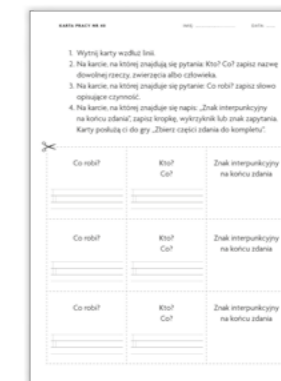 KARTA PRACY NR 40
IMIĘ DATA
1. Wytnij karty wzdłuż linii.
2. Na karcie, na której znajdują się pytania: Kto? Co? zapisz nazwę
dowolnej rzeczy, zwierzęcia albo człowieka.
3. Na karcie, na której znajduje się pytanie: Co robi? zapisz słowo
opisujące czynność.
4. Na karcie, na której znajduje się napis: „Znak interpunkcyjny
na końcu zdania", zapisz kropkę, wykrzyknik lub znak zapytania.
Karty posłużą ci do gry „Zbierz części zdania do kompletu".
Co robi? Kto? Znak interpunkcyjny
Co? na końcu zdania
Co robi? Kto? Znak interpunkcyjny
Co? na końcu zdania
Co robi? Kto? Znak interpunkcyjny
Co? na końcu zdania